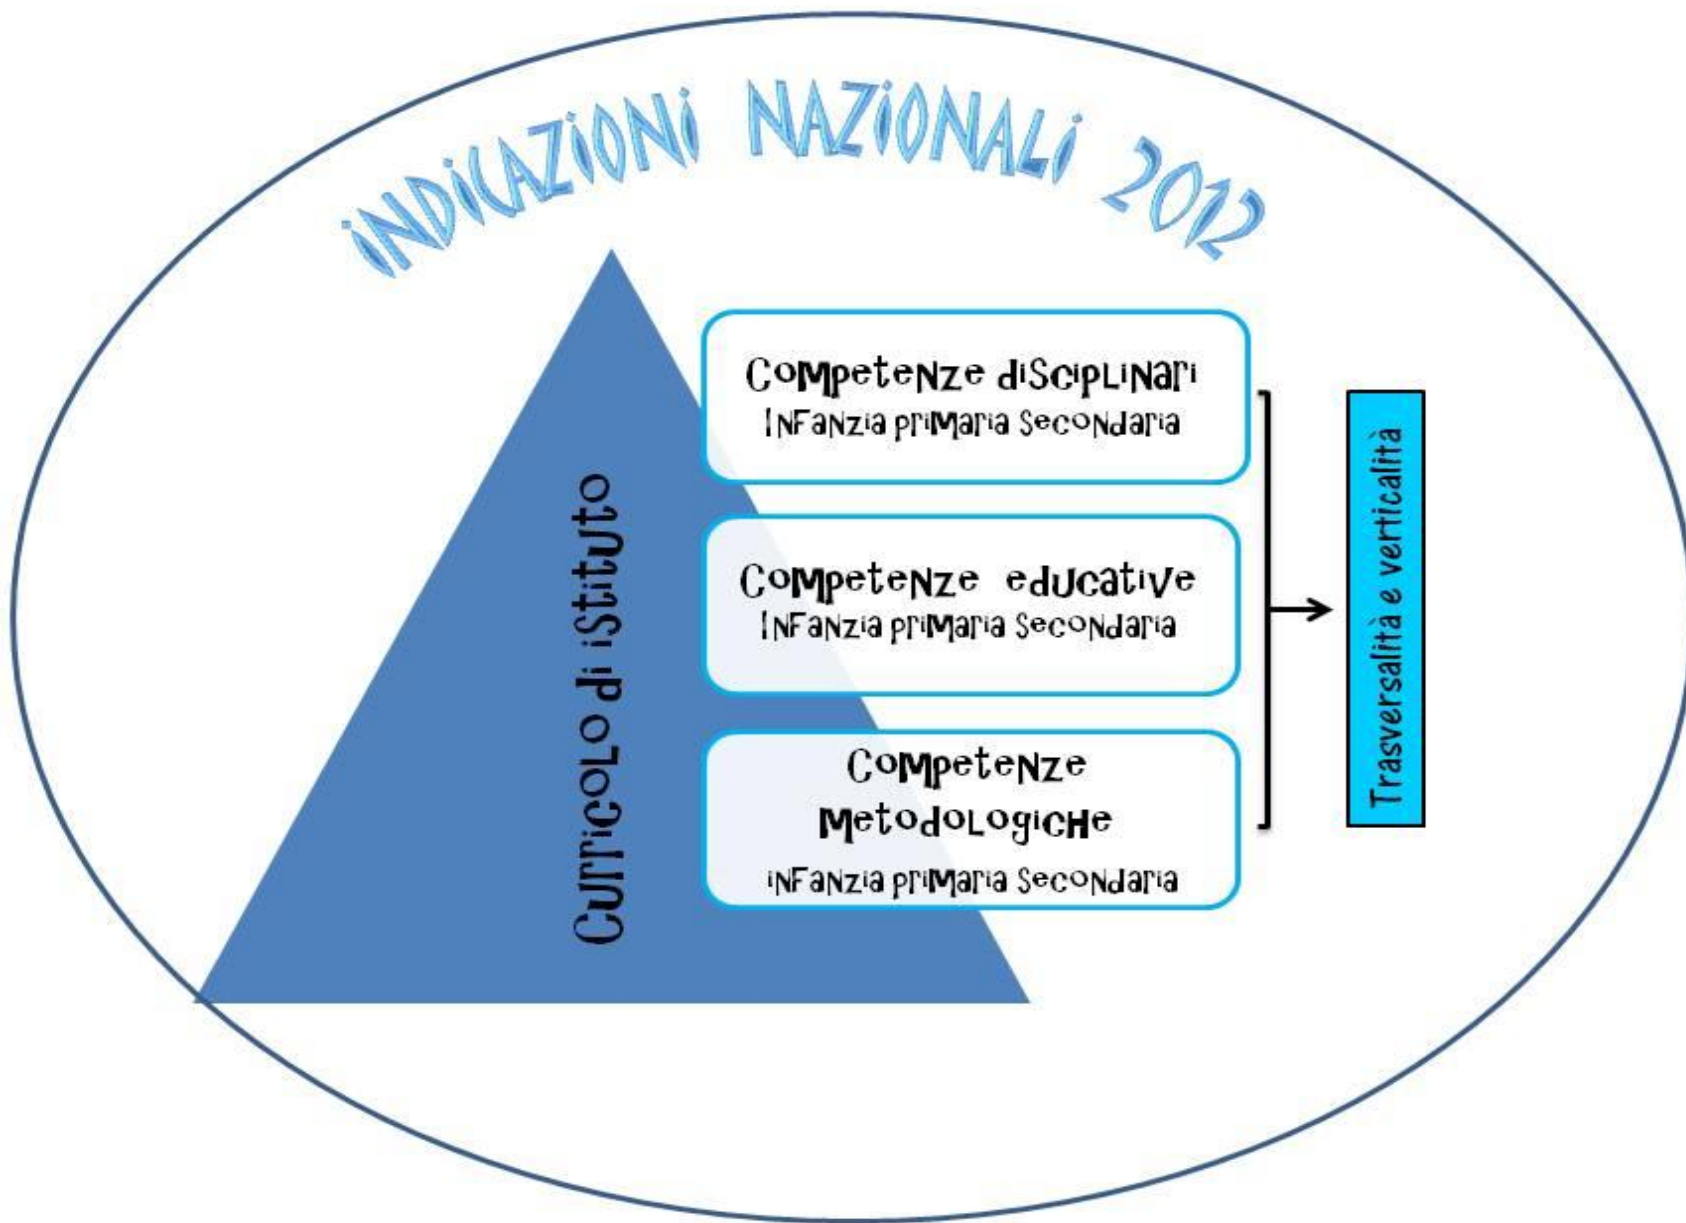 INDICAZIONI NAZIONALI 2012
Curricolo di istituto
Competenze disciplinari
Infanzia primaria secondaria
Competenze educative
Infanzia primaria secondaria
Competenze
Metodologiche
infanzia primaria secondaria
Trasversalità e verticalità